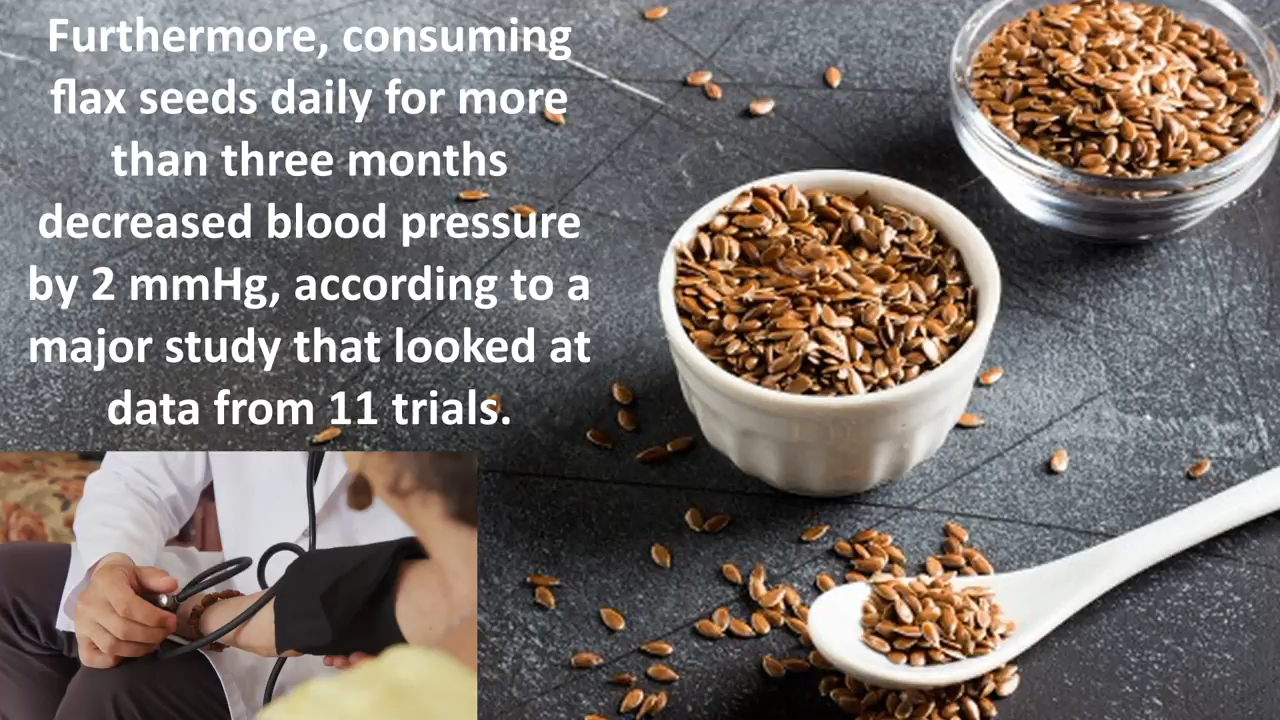 Furthermore, consuming
flax seeds daily for more
than three months
decreased blood pressure
by 2 mmHg, according to a
major study that looked at
data from 11 trials.